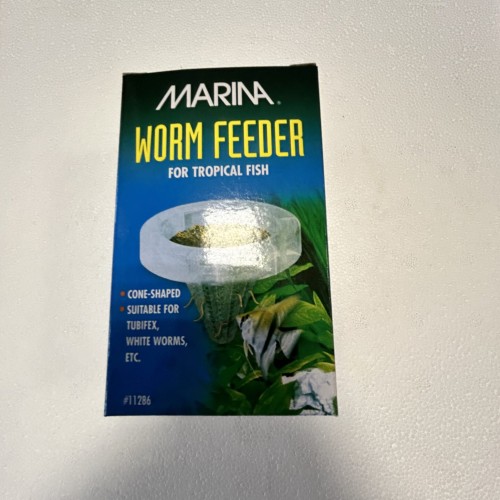 MARINA®
WORM FEEDER
FOR TROPICAL FISH
CONE-SHAPED
SUITABLE FOR
TUBIFEX,
WHITE WORMS,
ETC.
#11286